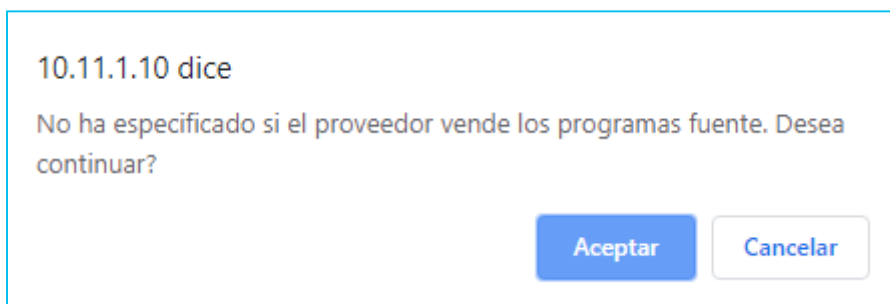 10.11.1.10 dice
No ha especificado si el proveedor vende los programas fuente. Desea
continuar?
Aceptar
Cancelar